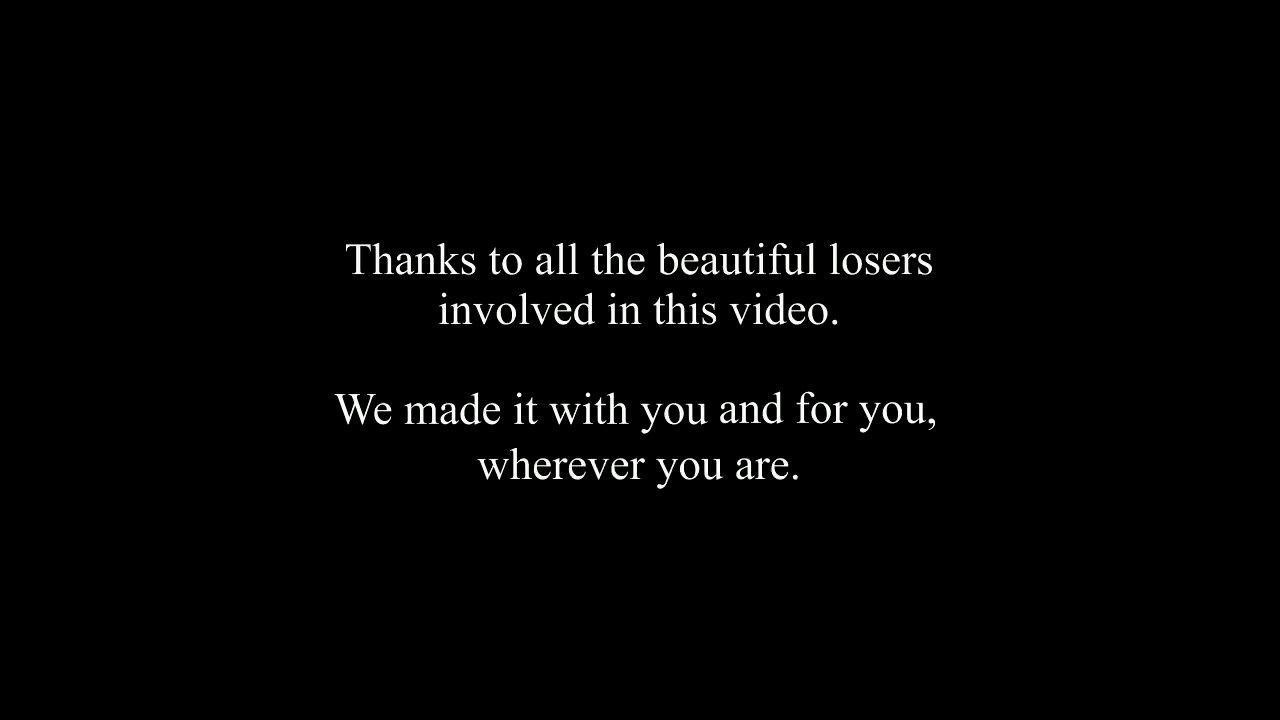 Thanks to all the beautiful losers
involved in this video.
We made it with you and for you,
wherever you are.